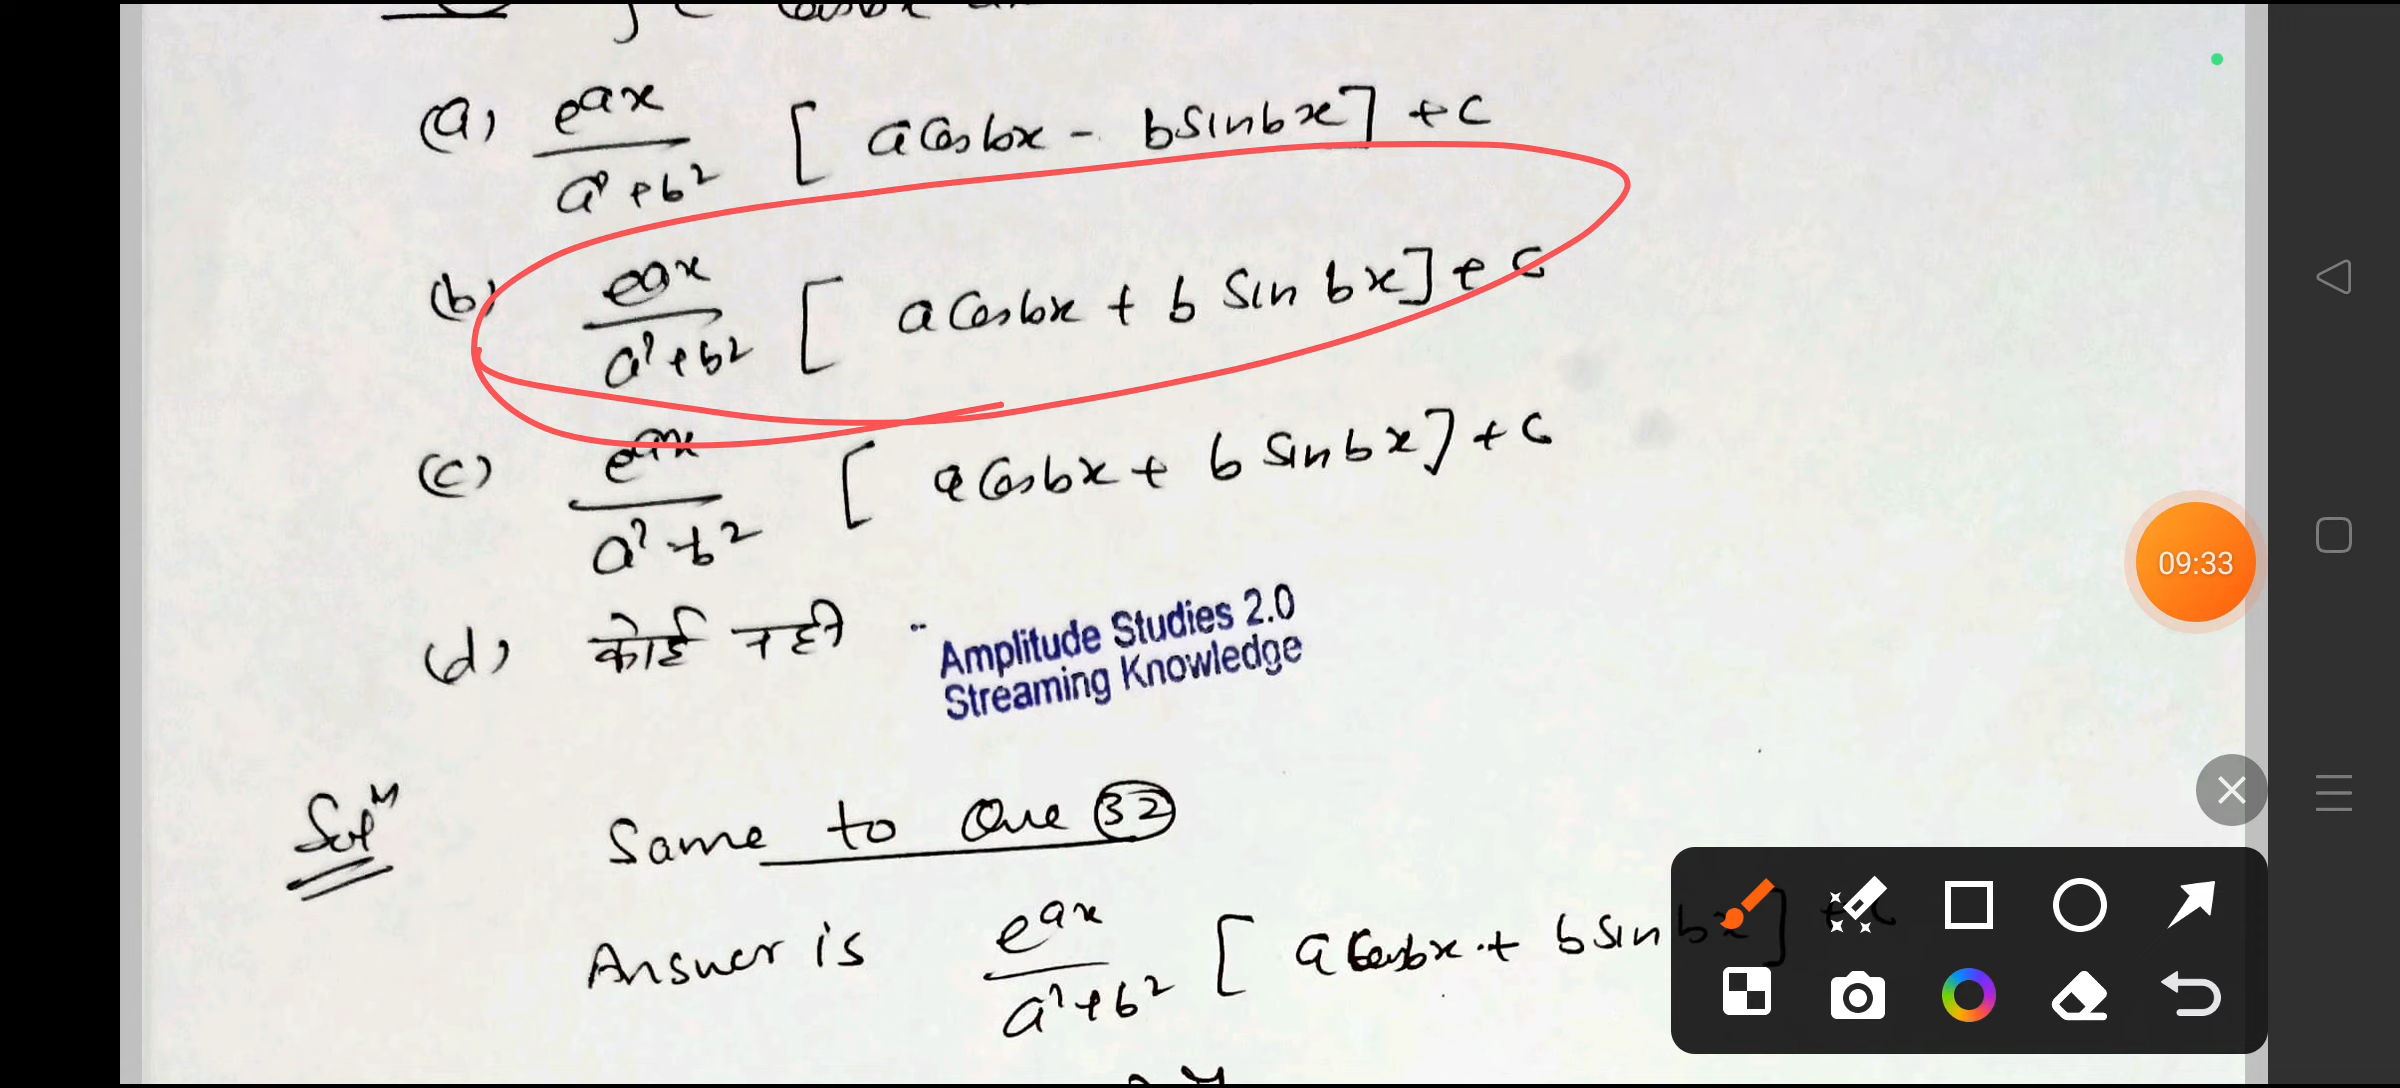 (a) e^ax / a² + b² [ a Cos bx - b Sin bx ] + c
(b) e^ax / a² + b² [ a Cos bx + b Sin bx ] + c
(c) e^ax / a² - b² [ a Cos bx + b Sin bx ] + c
(d) कोई नही
Amplitude Studies 2.0
Streaming Knowledge
09:33
Solⁿ Same to One 32
Answer is e^ax / a² + b² [ a Cos bx + b Sin bx ] + c